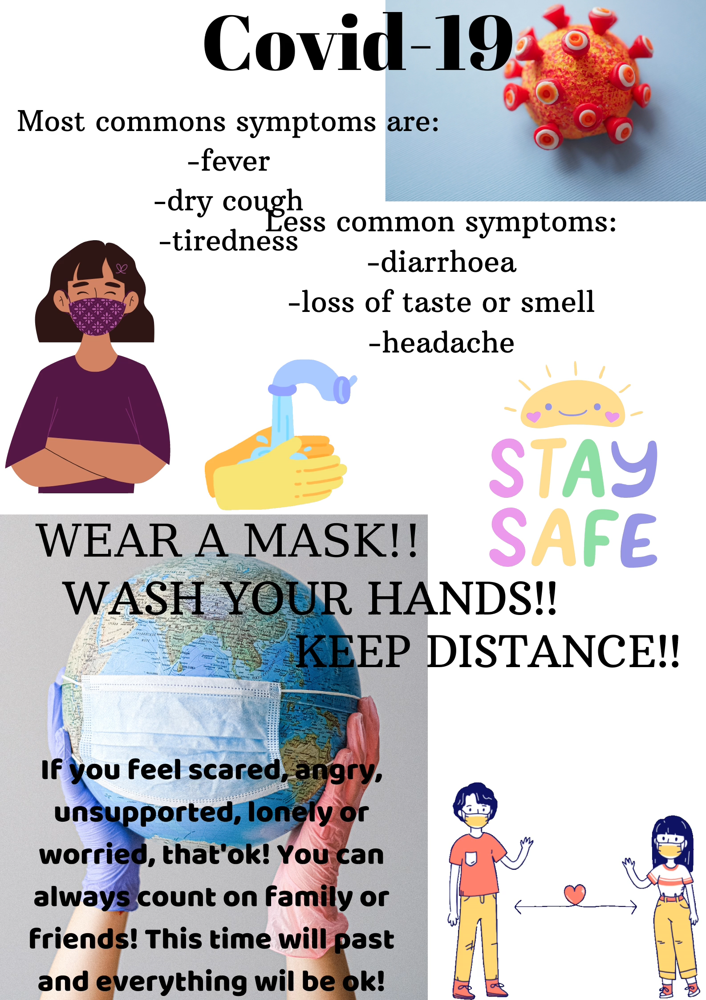 Covid-19
Most commons symptoms are:
-fever
-dry cough
-tiredness
Less common symptoms:
-diarrhoea
-loss of taste or smell
-headache
STAY
SAFE
WEAR A MASK!!
WASH YOUR HANDS!!
KEEP DISTANCE!!
If you feel scared, angry,
unsupported, lonely or
worried, that'ok! You can
always count on family or
friends! This time will past
and everything wil be ok!